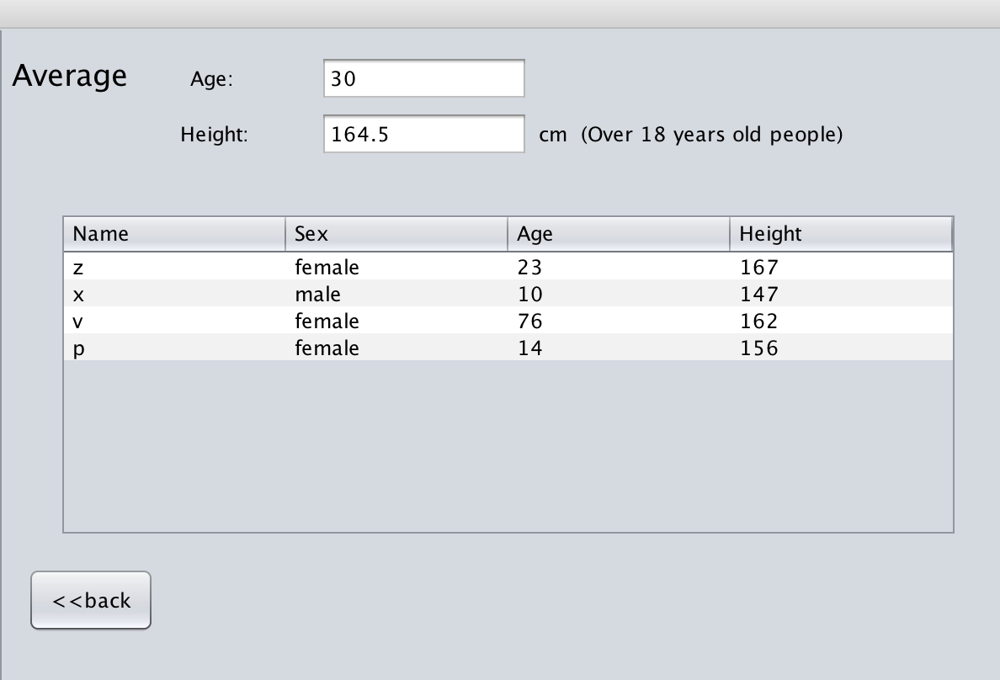 Average Age: 30
Height: 164.5 cm (Over 18 years old people)
Name Sex Age Height
z female 23 167
x male 10 147
v female 76 162
p female 14 156
<<back